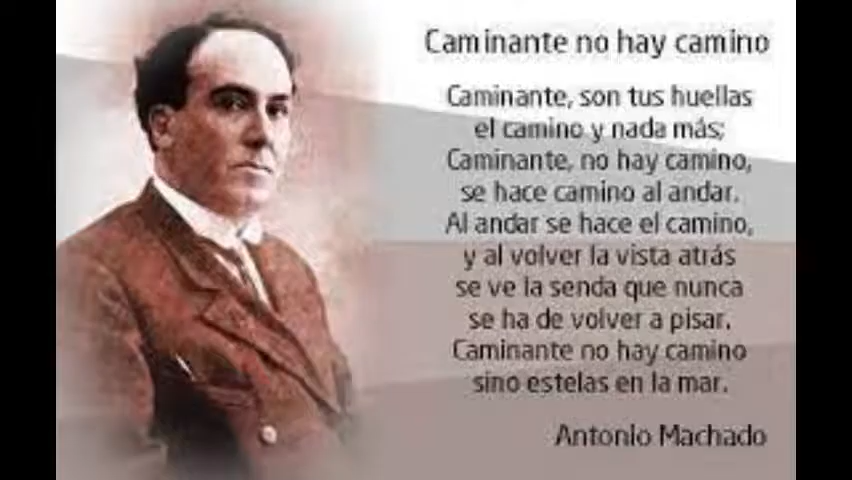 Caminante no hay camino
Caminante, son tus huellas
el camino y nada más;
Caminante, no hay camino,
se hace camino al andar.
Al andar se hace el camino,
y al volver la vista atrás
se ve la senda que nunca
se ha de volver a pisar.
Caminante no hay camino
sino estelas en la mar.
Antonio Machado